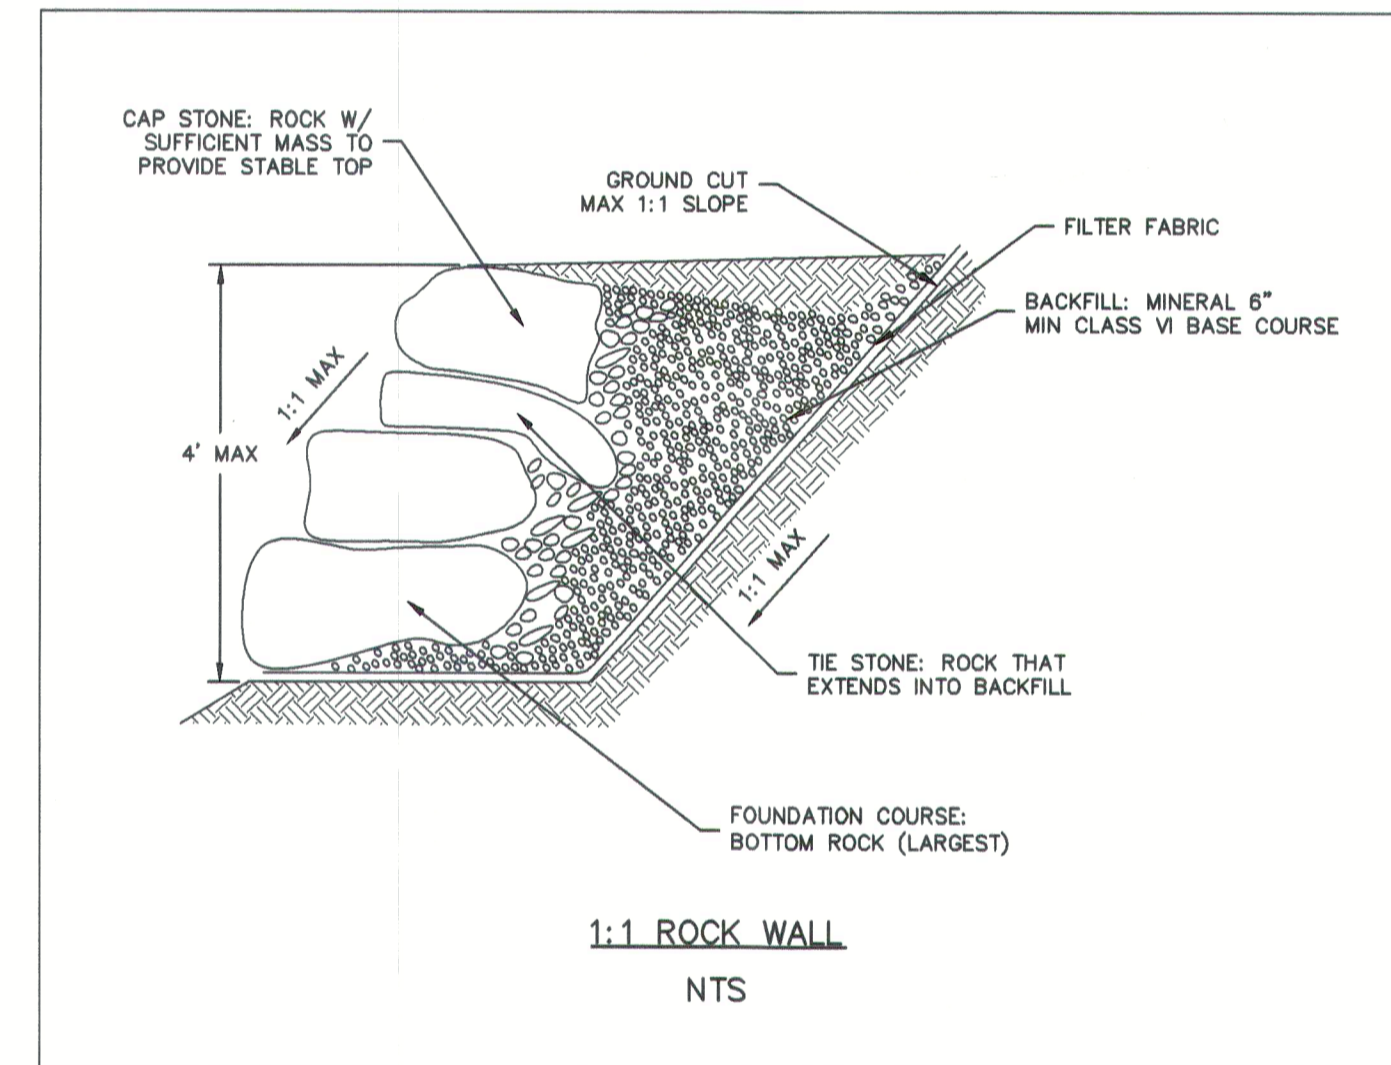 CAP STONE: ROCK W/
SUFFICIENT MASS TO
PROVIDE STABLE TOP
GROUND CUT
MAX 1:1 SLOPE
FILTER FABRIC
BACKFILL: MINERAL 6"
MIN CLASS VI BASE COURSE
1:1 MAX
4' MAX
1:1 MAX
TIE STONE: ROCK THAT
EXTENDS INTO BACKFILL
FOUNDATION COURSE:
BOTTOM ROCK (LARGEST)
1:1 ROCK WALL
NTS